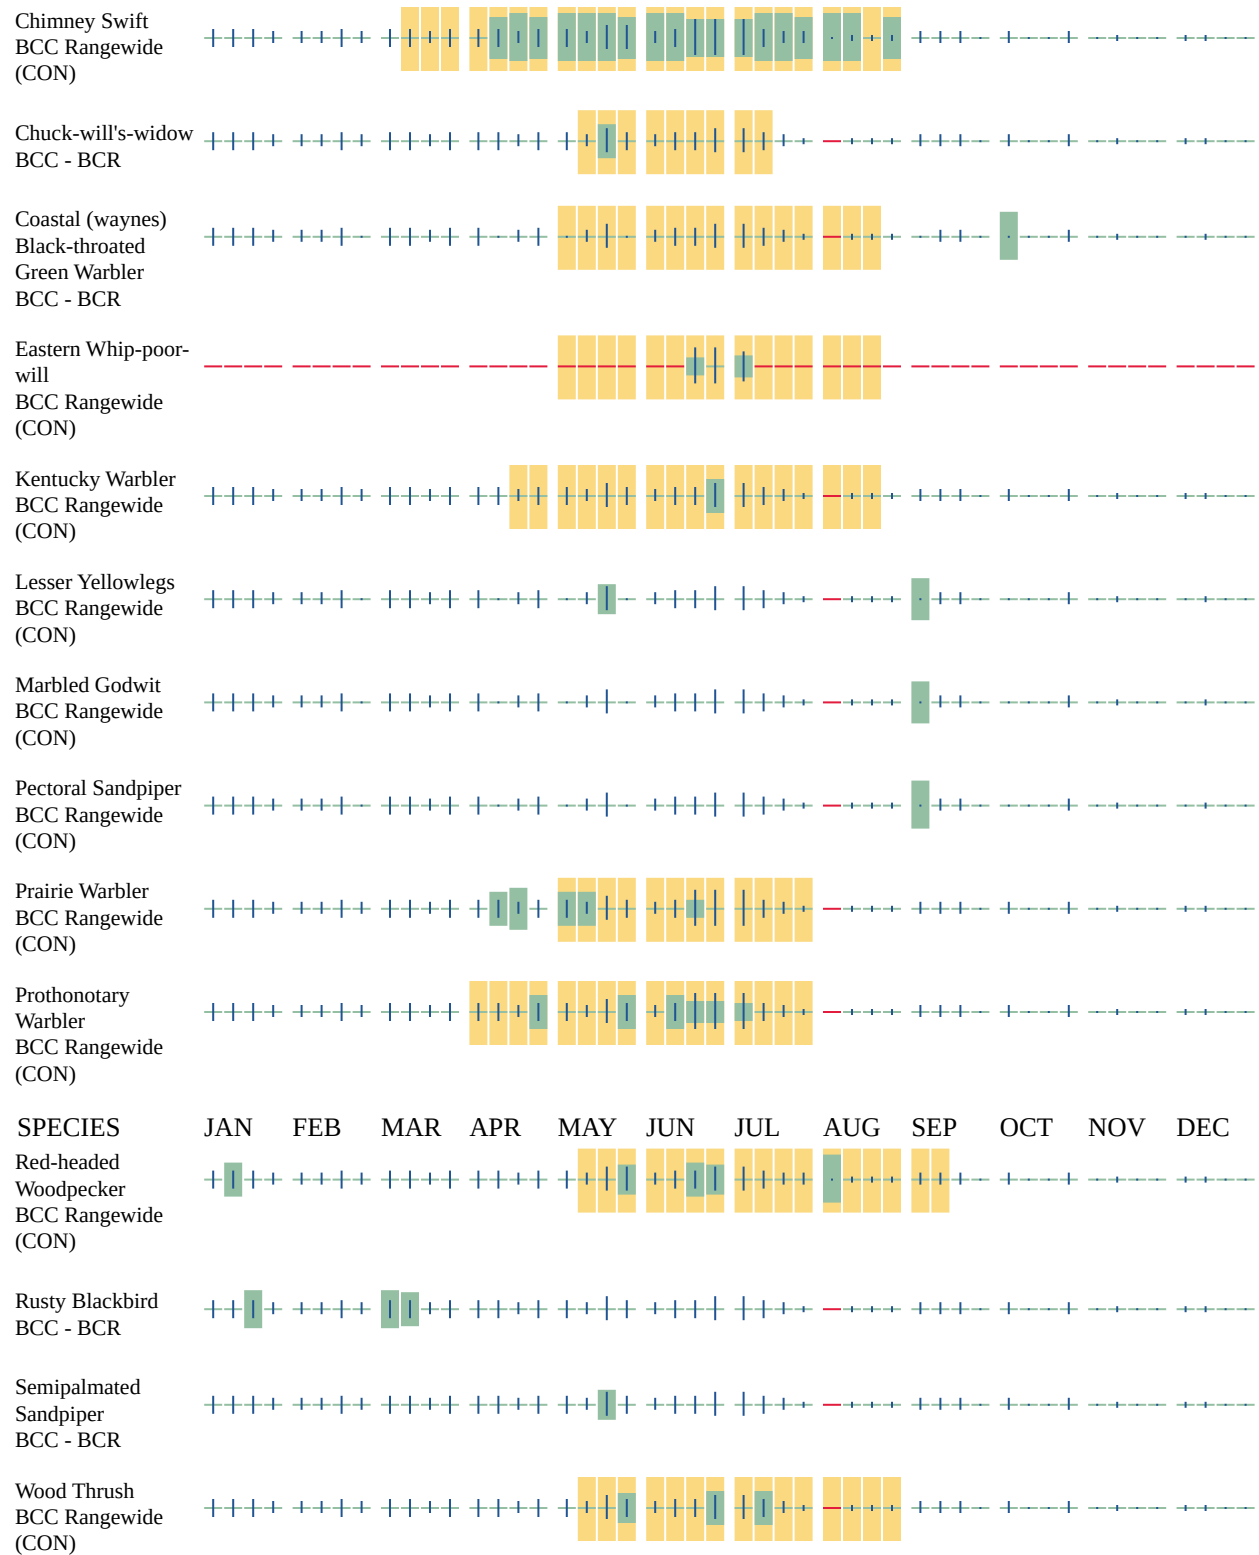 Chimney Swift
BCC Rangewide
(CON)
Chuck-will's-widow
BCC - BCR
Coastal (waynes)
Black-throated
Green Warbler
BCC - BCR
Eastern Whip-poor-
will
BCC Rangewide
(CON)
Kentucky Warbler
BCC Rangewide
(CON)
Lesser Yellowlegs
BCC Rangewide
(CON)
Marbled Godwit
BCC Rangewide
(CON)
Pectoral Sandpiper
BCC Rangewide
(CON)
Prairie Warbler
BCC Rangewide
(CON)
Prothonotary
Warbler
BCC Rangewide
(CON)
SPECIES JAN FEB MAR APR MAY JUN JUL AUG SEP OCT NOV DEC
Red-headed
Woodpecker
BCC Rangewide
(CON)
Rusty Blackbird
BCC - BCR
Semipalmated
Sandpiper
BCC - BCR
Wood Thrush
BCC Rangewide
(CON)